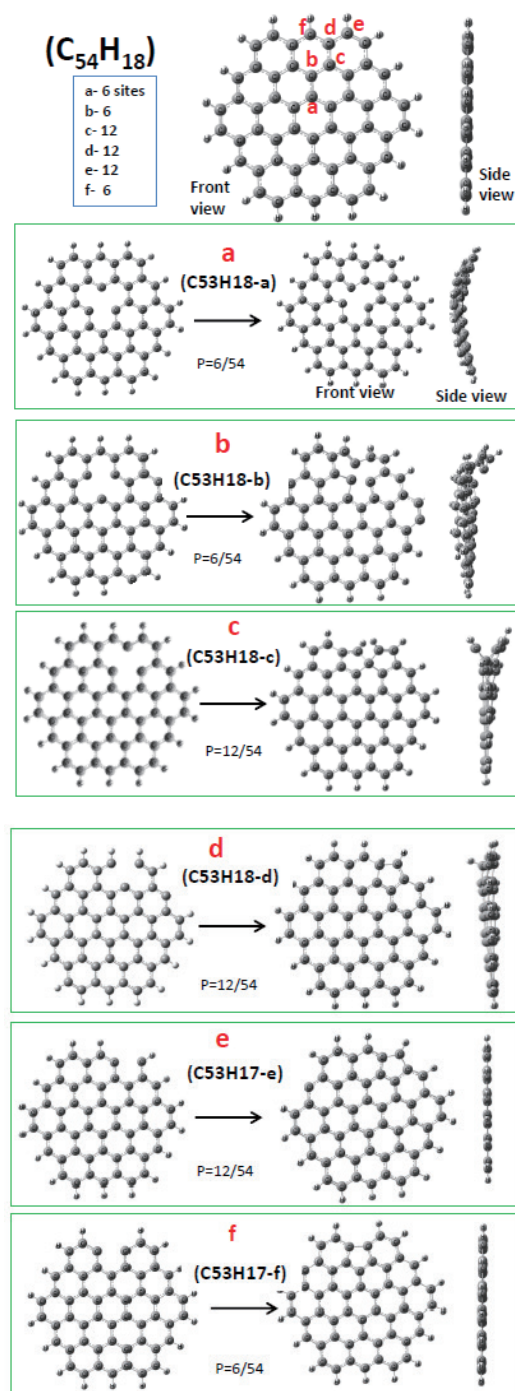 (C54H18)
a- 6 sites
b- 6
c- 12
d- 12
e- 12
f- 6
f d e
b c
a
Front view
Side view
a
(C53H18-a)
P=6/54
Front view
Side view
b
(C53H18-b)
P=6/54
c
(C53H18-c)
P=12/54
d
(C53H18-d)
P=12/54
e
(C53H17-e)
P=12/54
f
(C53H17-f)
P=6/54